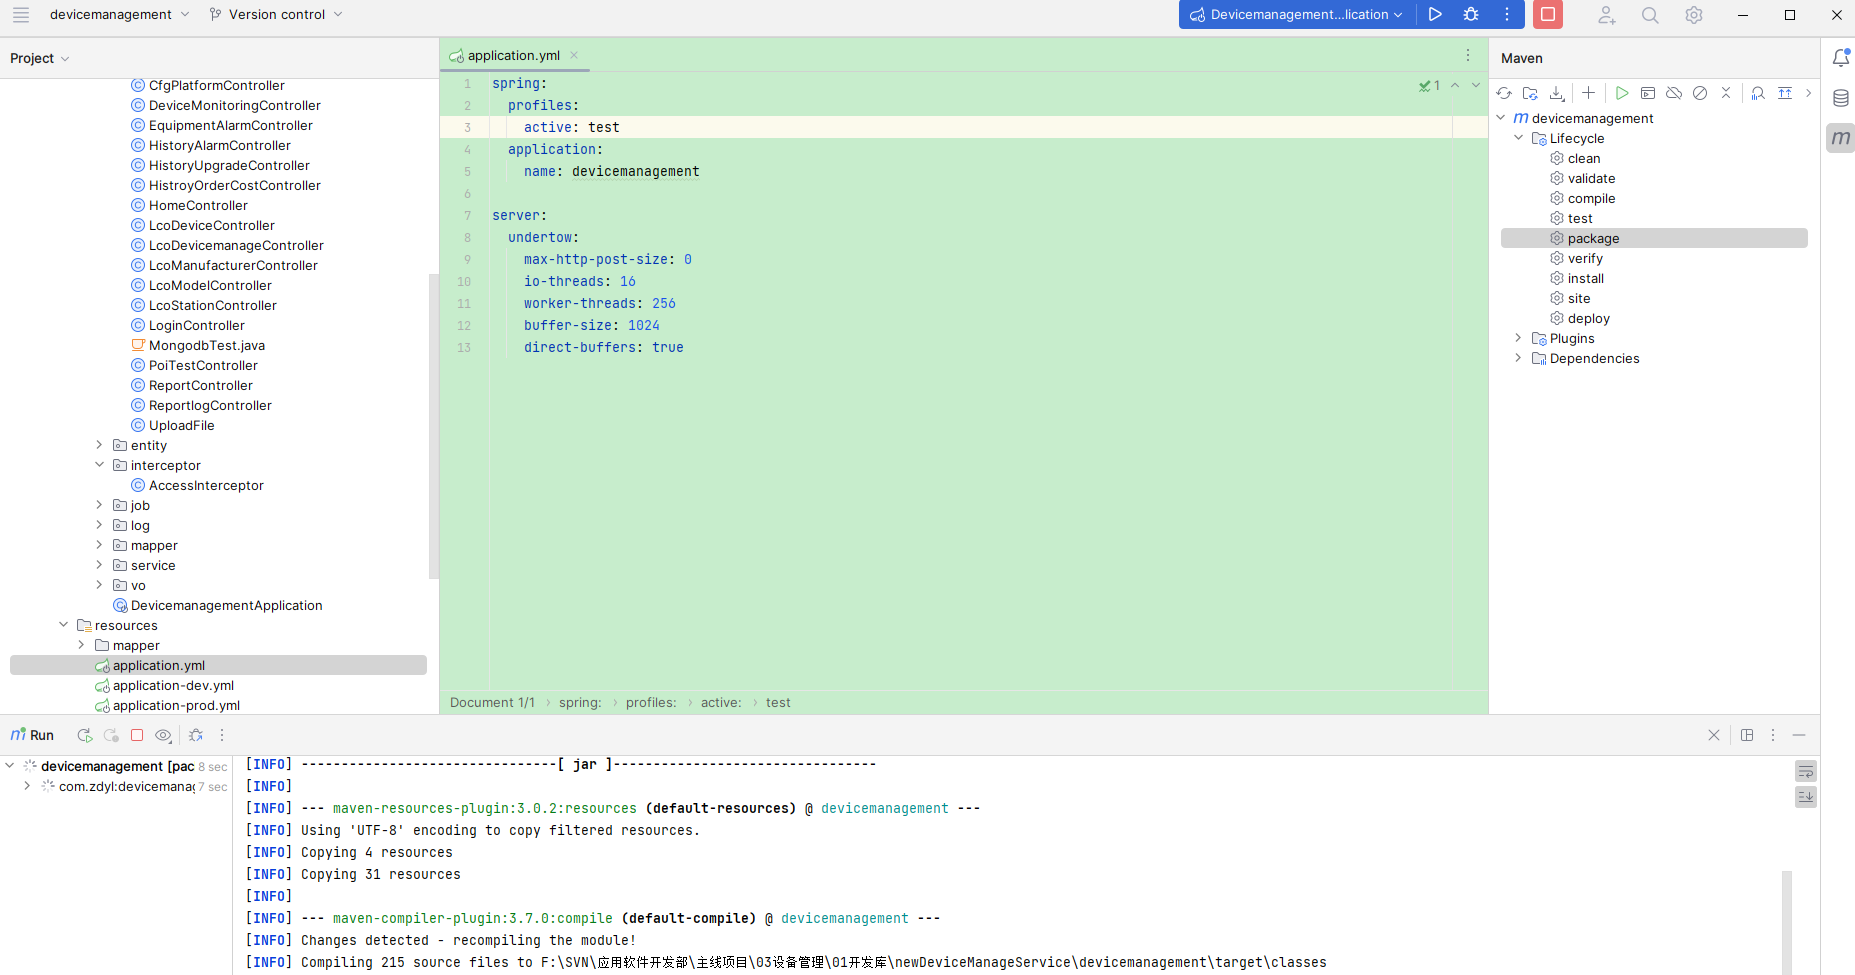 devicemanagement
Version control
Devicemanagement...lication
Project
CfgPlatformController
DeviceMonitoringController
EquipmentAlarmController
HistoryAlarmController
HistoryUpgradeController
HistroyOrderCostController
HomeController
LcoDeviceController
LcoDevicemanageController
LcoManufacturerController
LcoModelController
LcoStationController
LoginController
MongodbTest.java
PoiTestController
ReportController
ReportlogController
UploadFile
entity
interceptor
AccessInterceptor
job
log
mapper
service
vo
DevicemanagementApplication
resources
mapper
application.yml
application-dev.yml
application-prod.yml
application.yml
1 spring:
2 profiles:
3 active: test
4 application:
5 name: devicemanagement
6
7 server:
8 undertow:
9 max-http-post-size: 0
10 io-threads: 16
11 worker-threads: 256
12 buffer-size: 1024
13 direct-buffers: true
1
Document 1/1 › spring: › profiles: › active: › test
Maven
m devicemanagement
Lifecycle
clean
validate
compile
test
package
verify
install
site
deploy
Plugins
Dependencies
m
Run
devicemanagement [pac 8 sec
com.zdyl:devicemanag 7 sec
[INFO] --------------------------------[ jar ]---------------------------------
[INFO]
[INFO] --- maven-resources-plugin:3.0.2:resources (default-resources) @ devicemanagement ---
[INFO] Using 'UTF-8' encoding to copy filtered resources.
[INFO] Copying 4 resources
[INFO] Copying 31 resources
[INFO]
[INFO] --- maven-compiler-plugin:3.7.0:compile (default-compile) @ devicemanagement ---
[INFO] Changes detected - recompiling the module!
[INFO] Compiling 215 source files to F:\SVN\应用软件开发部\主线项目\03设备管理\01开发库\newDeviceManageService\devicemanagement\target\classes